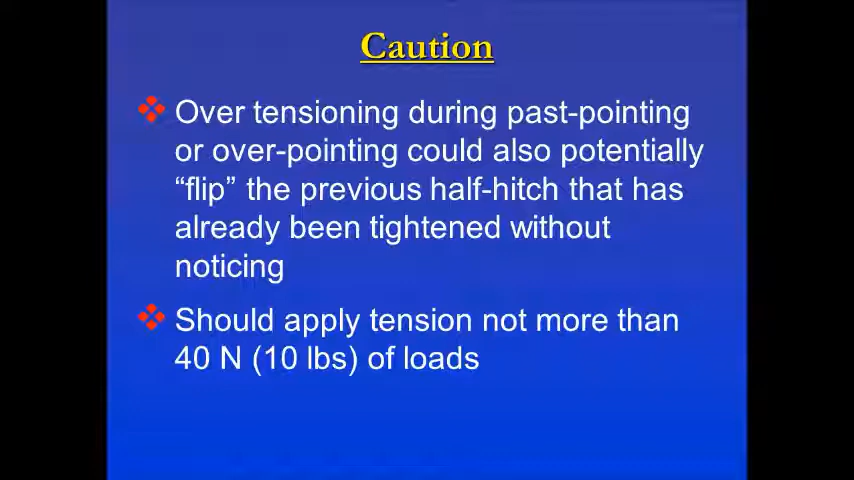 Caution
Over tensioning during past-pointing
or over-pointing could also potentially
“flip” the previous half-hitch that has
already been tightened without
noticing
Should apply tension not more than
40 N (10 lbs) of loads